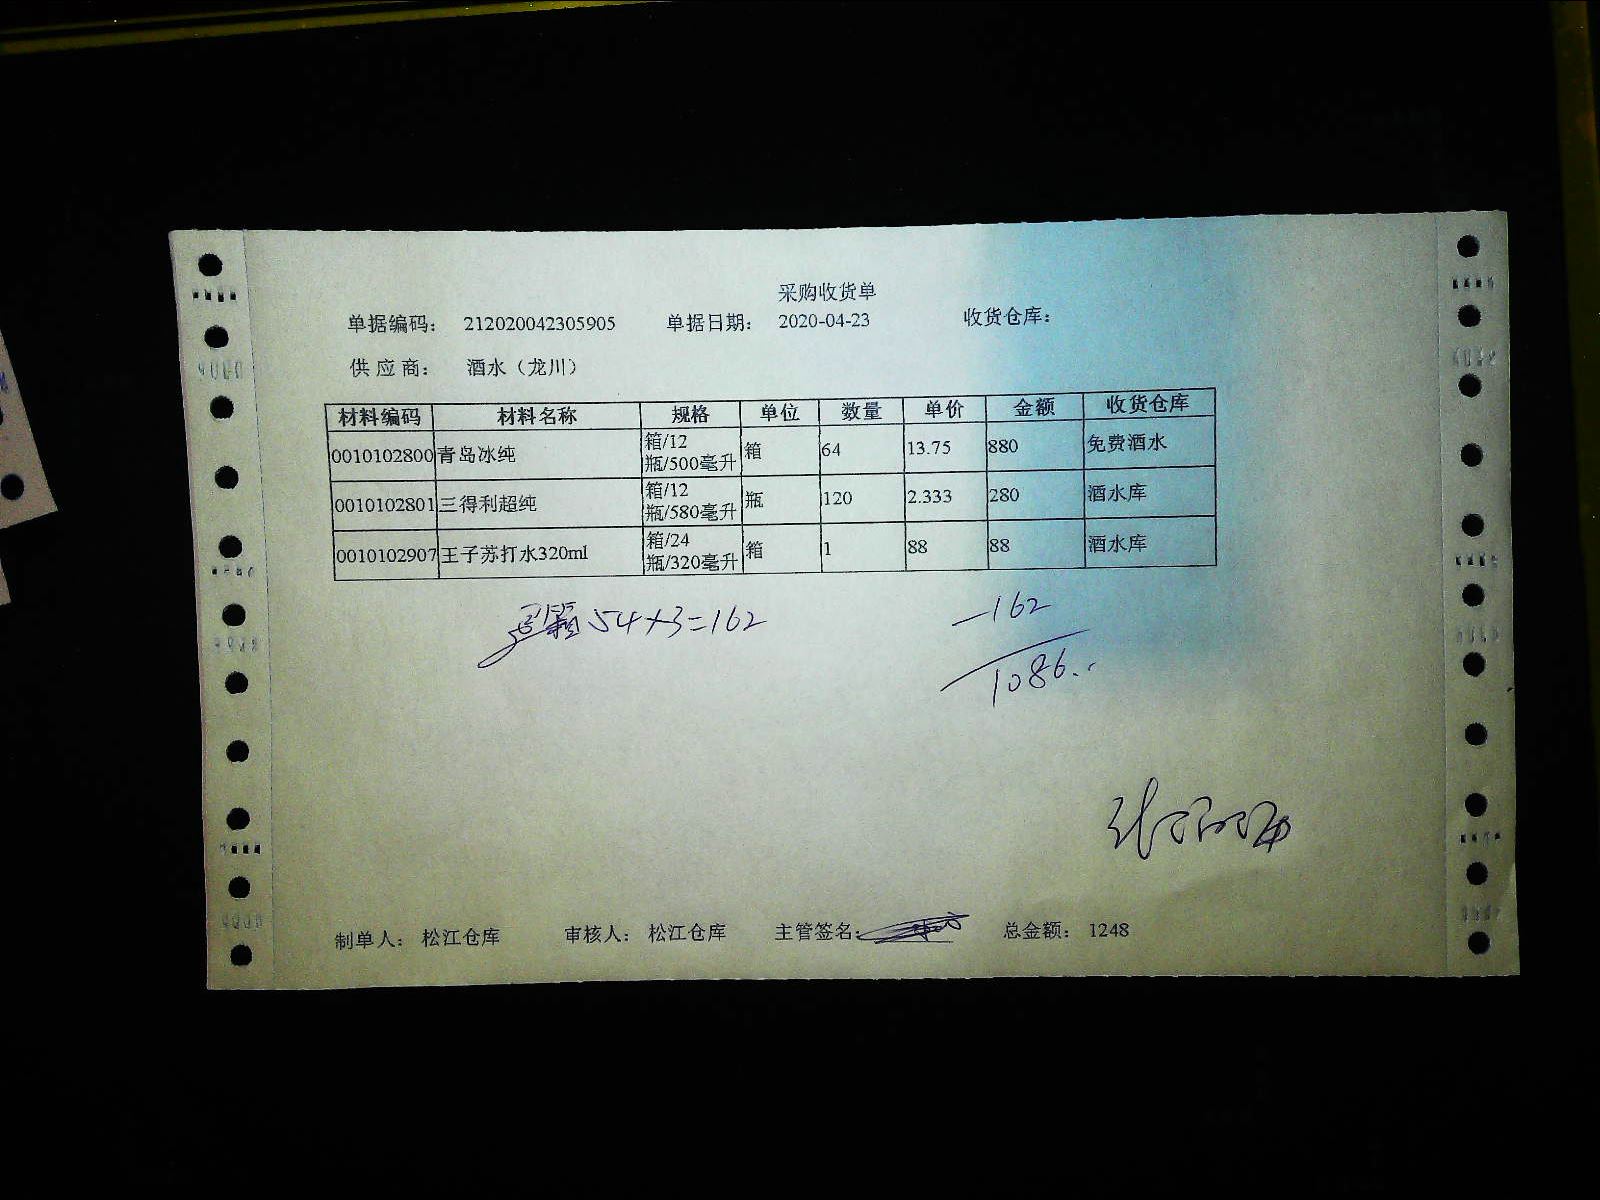 采购收货单
单据编码: 212020042305905 单据日期: 2020-04-23 收货仓库:
供应商: 酒水（龙川）
材料编码 材料名称 规格 单位 数量 单价 金额 收货仓库
0010102800 青岛冰纯 箱/12瓶/500毫升 箱 64 13.75 880 免费酒水
0010102801 三得利超纯 箱/12瓶/580毫升 瓶 120 2.333 280 酒水库
0010102907 王子苏打水320ml 箱/24瓶/320毫升 箱 1 88 88 酒水库
54×3=162 -162
1086.
制单人: 松江仓库 审核人: 松江仓库 主管签名: 总金额: 1248